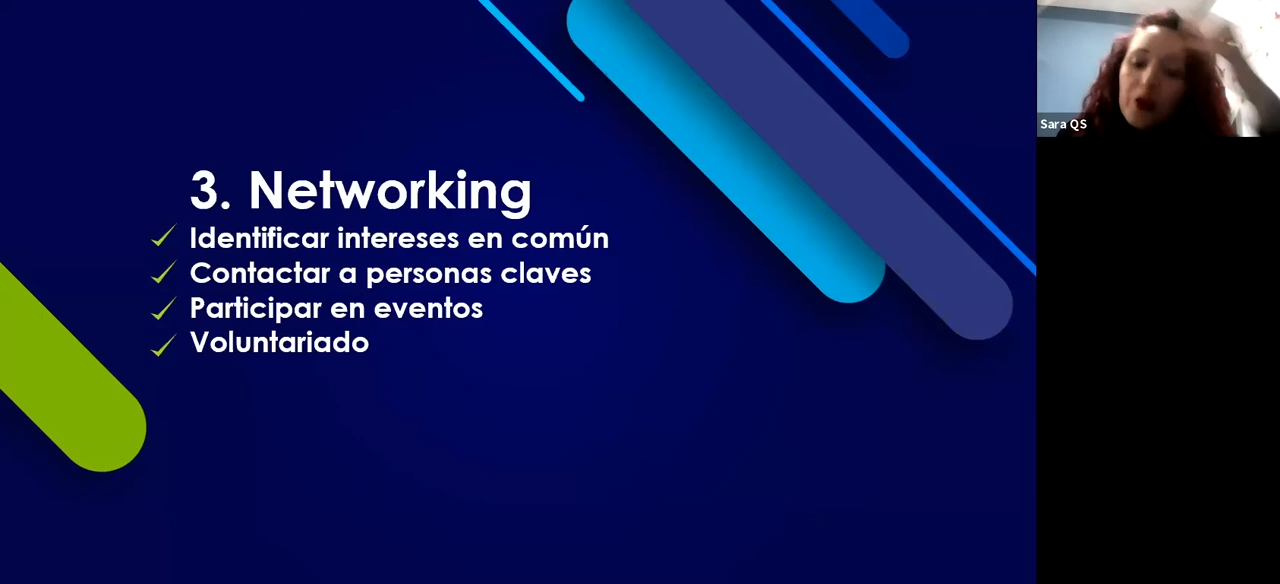 3. Networking
Identificar intereses en común
Contactar a personas claves
Participar en eventos
Voluntariado
Sara QS